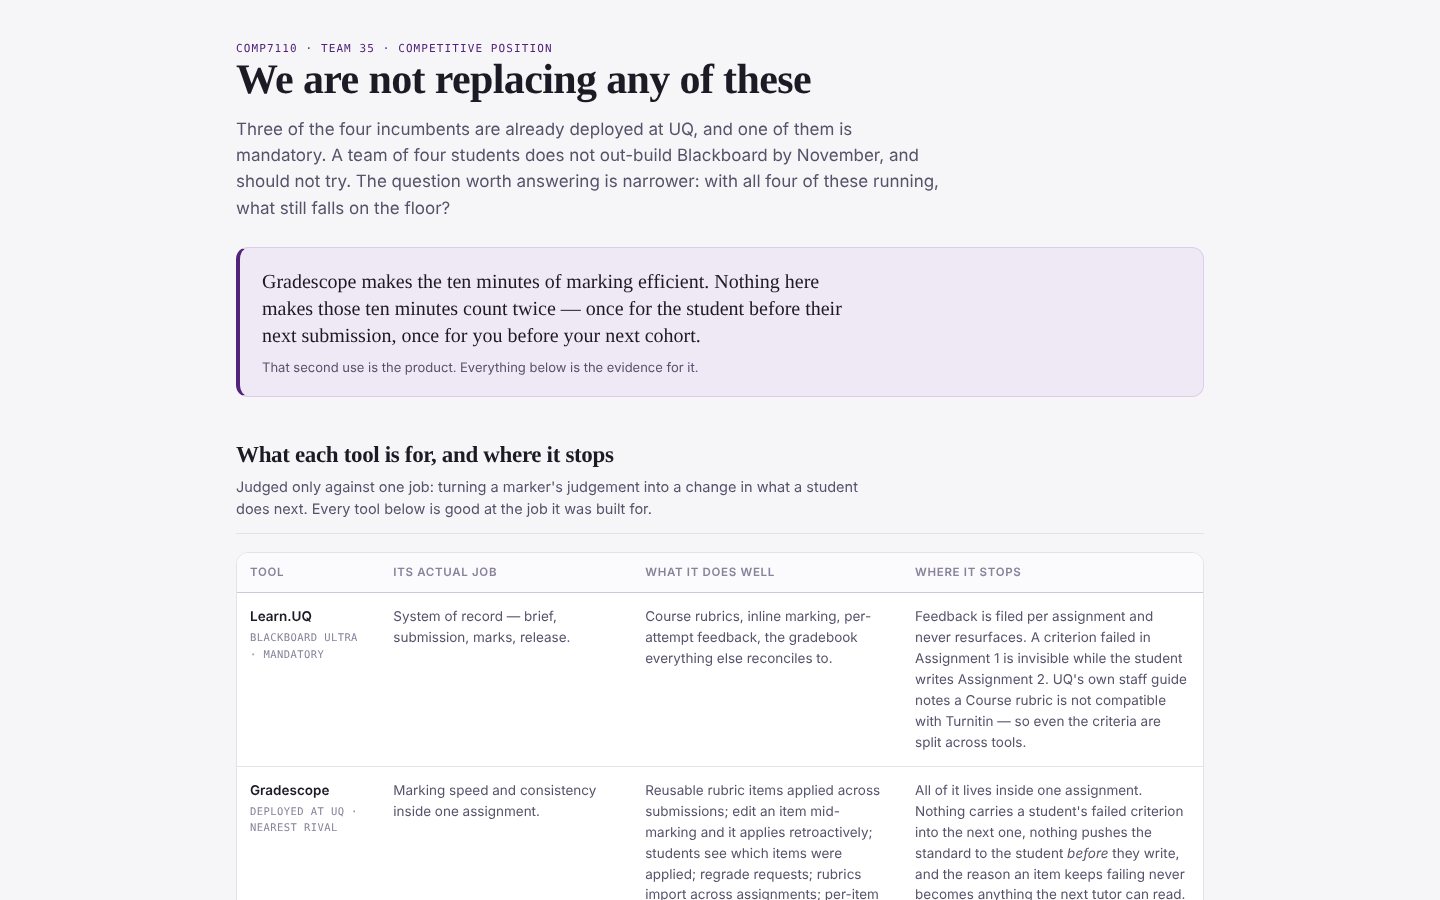 COMP7110 · TEAM 35 · COMPETITIVE POSITION
We are not replacing any of these
Three of the four incumbents are already deployed at UQ, and one of them is
mandatory. A team of four students does not out-build Blackboard by November, and
should not try. The question worth answering is narrower: with all four of these running,
what still falls on the floor?
Gradescope makes the ten minutes of marking efficient. Nothing here
makes those ten minutes count twice — once for the student before their
next submission, once for you before your next cohort.
That second use is the product. Everything below is the evidence for it.
What each tool is for, and where it stops
Judged only against one job: turning a marker's judgement into a change in what a student
does next. Every tool below is good at the job it was built for.
TOOL
ITS ACTUAL JOB
WHAT IT DOES WELL
WHERE IT STOPS
Learn.UQ
BLACKBOARD ULTRA
· MANDATORY
System of record — brief,
submission, marks, release.
Course rubrics, inline marking, per-
attempt feedback, the gradebook
everything else reconciles to.
Feedback is filed per assignment and
never resurfaces. A criterion failed in
Assignment 1 is invisible while the student
writes Assignment 2. UQ's own staff guide
notes a Course rubric is not compatible
with Turnitin — so even the criteria are
split across tools.
Gradescope
DEPLOYED AT UQ ·
NEAREST RIVAL
Marking speed and consistency
inside one assignment.
Reusable rubric items applied across
submissions; edit an item mid-
marking and it applies retroactively;
students see which items were
applied; regrade requests; rubrics
import across assignments; per-item
All of it lives inside one assignment.
Nothing carries a student's failed criterion
into the next one, nothing pushes the
standard to the student before they write,
and the reason an item keeps failing never
becomes anything the next tutor can read.